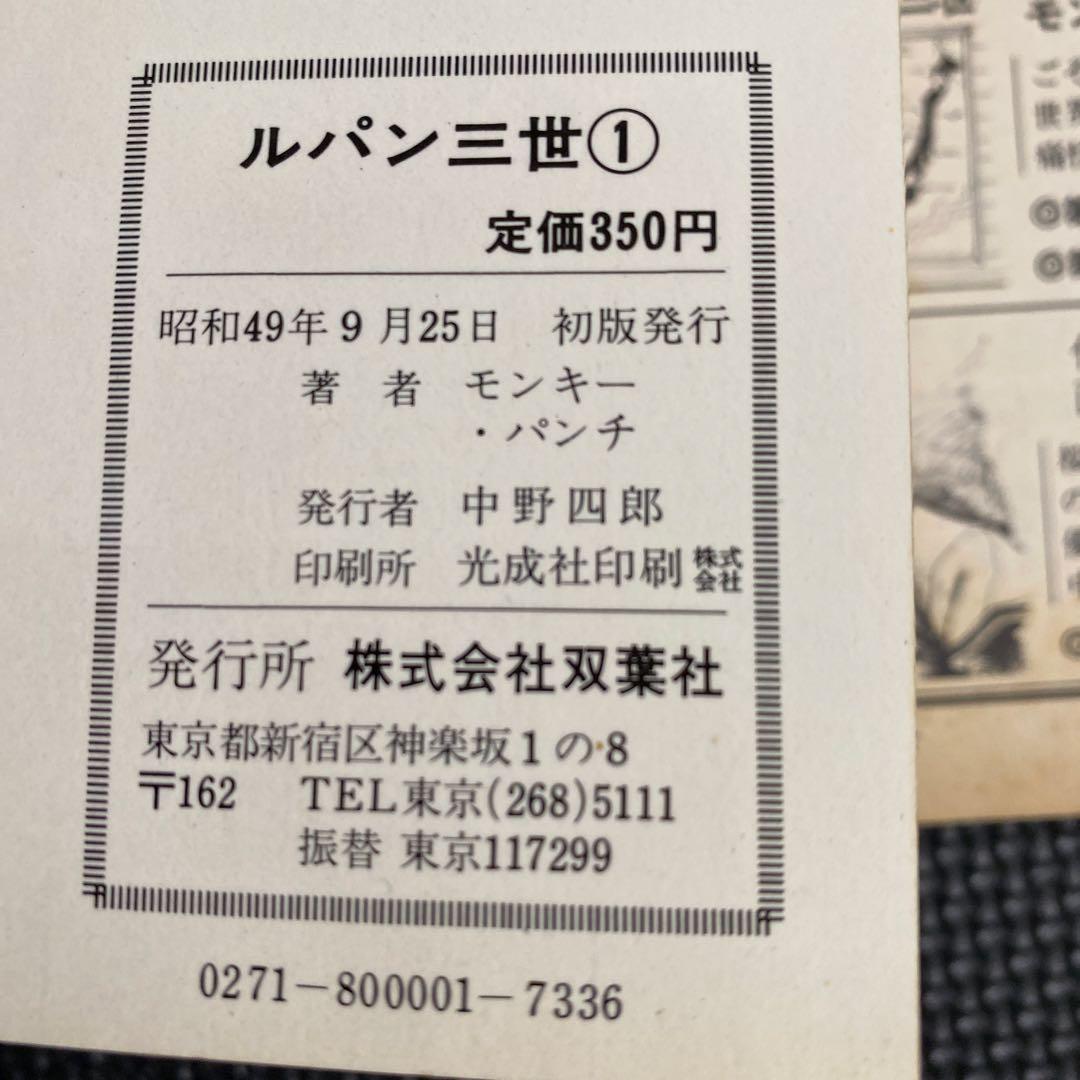 ルパン三世①
定価350円
昭和49年9月25日 初版発行
著者 モンキー
・パンチ
発行者 中野四郎
印刷所 光成社印刷株式会社
発行所 株式会社双葉社
東京都新宿区神楽坂1の8
〒162 TEL東京(268)5111
振替 東京117299
0271-800001-7336